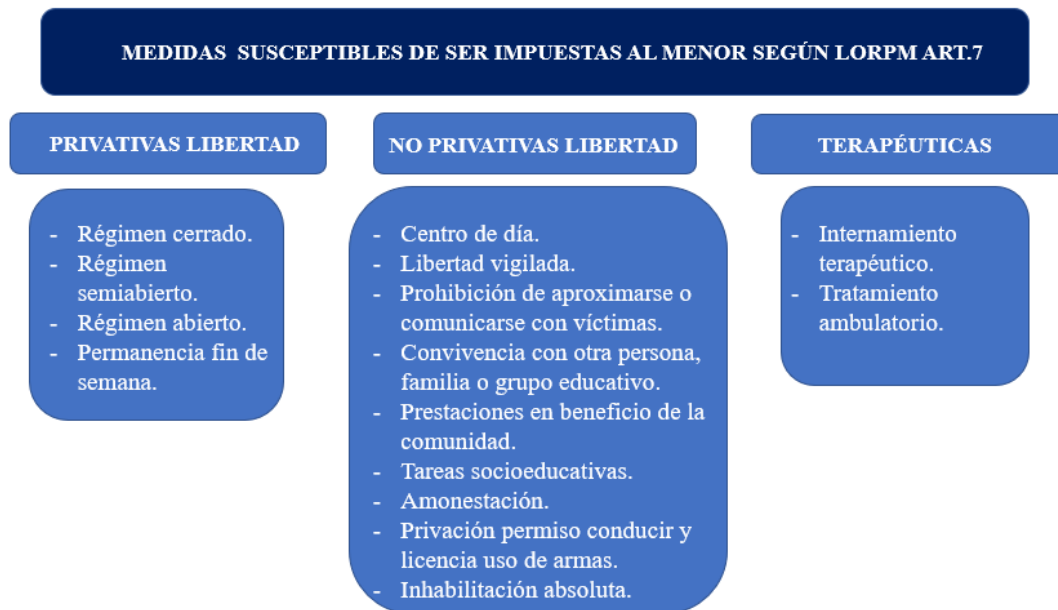 MEDIDAS SUSCEPTIBLES DE SER IMPUESTAS AL MENOR SEGÚN LORPM ART.7
PRIVATIVAS LIBERTAD
- Régimen cerrado.
- Régimen
semiabierto.
- Régimen abierto.
- Permanencia fin de
semana.
NO PRIVATIVAS LIBERTAD
- Centro de día.
- Libertad vigilada.
- Prohibición de aproximarse o
comunicarse con víctimas.
- Convivencia con otra persona,
familia o grupo educativo.
- Prestaciones en beneficio de la
comunidad.
- Tareas socioeducativas.
- Amonestación.
- Privación permiso conducir y
licencia uso de armas.
- Inhabilitación absoluta.
TERAPÉUTICAS
- Internamiento
terapéutico.
- Tratamiento
ambulatorio.